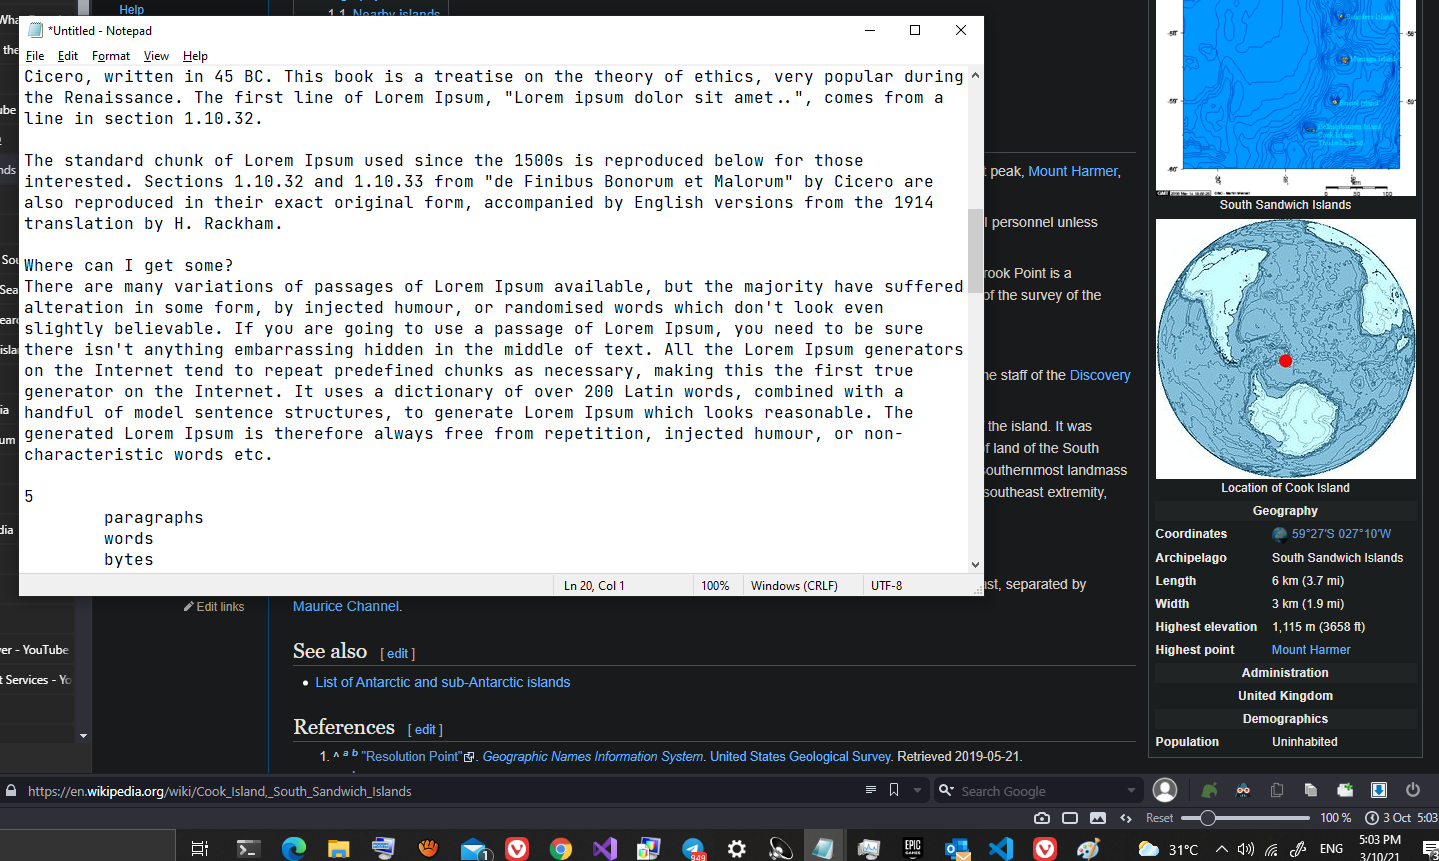 Help
1.1 Nearby islands
*Untitled - Notepad
File Edit Format View Help
Cicero, written in 45 BC. This book is a treatise on the theory of ethics, very popular during
the Renaissance. The first line of Lorem Ipsum, "Lorem ipsum dolor sit amet..", comes from a
line in section 1.10.32.
The standard chunk of Lorem Ipsum used since the 1500s is reproduced below for those
interested. Sections 1.10.32 and 1.10.33 from "de Finibus Bonorum et Malorum" by Cicero are
also reproduced in their exact original form, accompanied by English versions from the 1914
translation by H. Rackham.
Where can I get some?
There are many variations of passages of Lorem Ipsum available, but the majority have suffered
alteration in some form, by injected humour, or randomised words which don't look even
slightly believable. If you are going to use a passage of Lorem Ipsum, you need to be sure
there isn't anything embarrassing hidden in the middle of text. All the Lorem Ipsum generators
on the Internet tend to repeat predefined chunks as necessary, making this the first true
generator on the Internet. It uses a dictionary of over 200 Latin words, combined with a
handful of model sentence structures, to generate Lorem Ipsum which looks reasonable. The
generated Lorem Ipsum is therefore always free from repetition, injected humour, or non-
characteristic words etc.
5
paragraphs
words
bytes
Ln 20, Col 1 100% Windows (CRLF) UTF-8
peak, Mount Harmer,
personnel unless
rook Point is a
of the survey of the
he staff of the Discovery
the island. It was
of land of the South
southernmost landmass
southeast extremity,
st, separated by
Maurice Channel.
Edit links
See also [ edit ]
List of Antarctic and sub-Antarctic islands
References [ edit ]
1. ^ a b "Resolution Point". Geographic Names Information System. United States Geological Survey. Retrieved 2019-05-21.
South Sandwich Islands
Location of Cook Island
Geography
Coordinates 59°27′S 027°10′W
Archipelago South Sandwich Islands
Length 6 km (3.7 mi)
Width 3 km (1.9 mi)
Highest elevation 1,115 m (3658 ft)
Highest point Mount Harmer
Administration
United Kingdom
Demographics
Population Uninhabited
er - YouTube
t Services - Yo
https://en.wikipedia.org/wiki/Cook_Island,_South_Sandwich_Islands
Search Google
Reset 100 % 3 Oct 5:03
1
949
EPIC GAMES
31°C ENG 5:03 PM
3/10/21